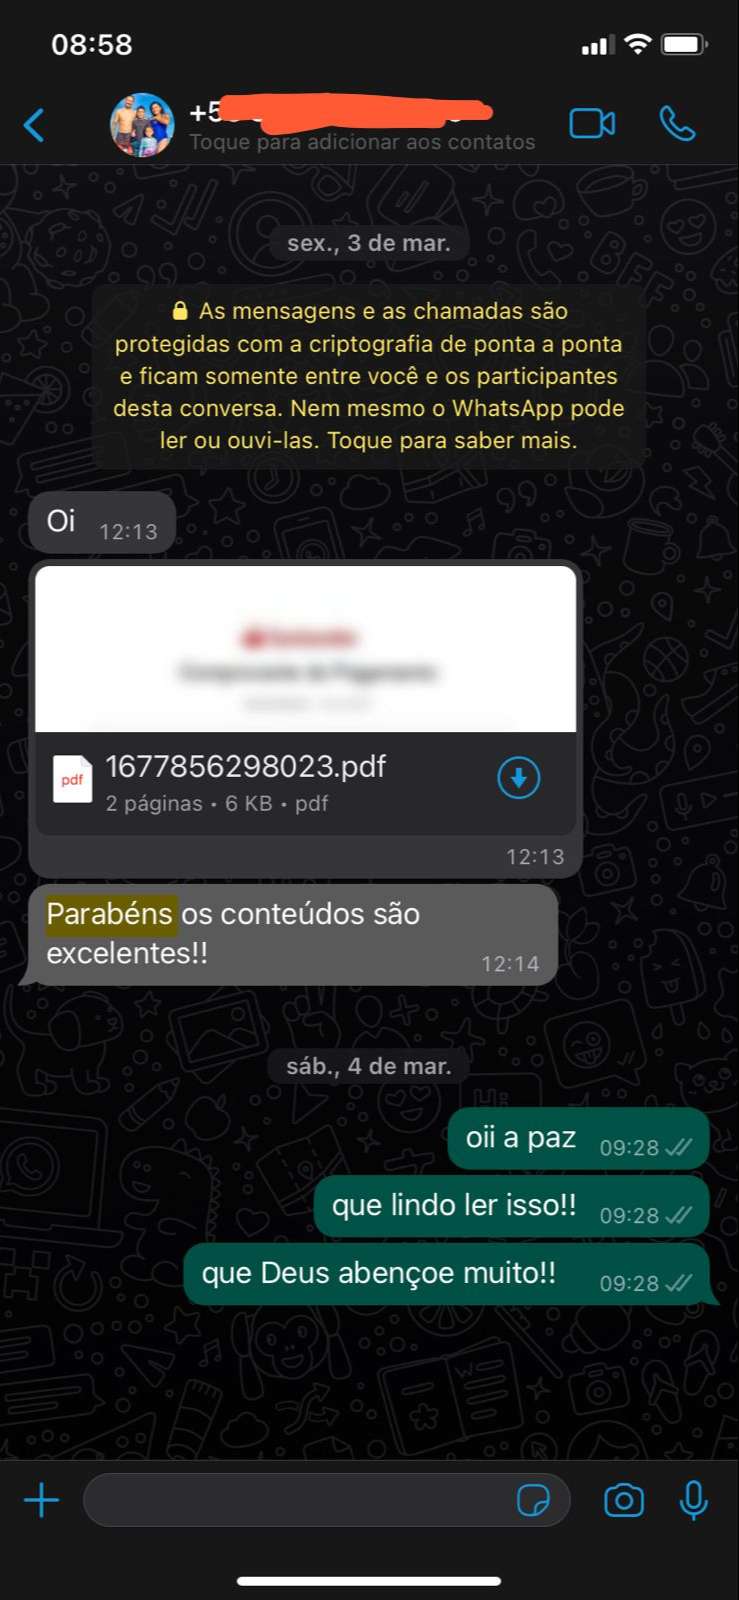 08:58
Toque para adicionar aos contatos
sex., 3 de mar.
As mensagens e as chamadas são
protegidas com a criptografia de ponta a ponta
e ficam somente entre você e os participantes
desta conversa. Nem mesmo o WhatsApp pode
ler ou ouvi-las. Toque para saber mais.
Oi 12:13
Santander
Comprovante de Pagamento
pdf
1677856298023.pdf
2 páginas • 6 KB • pdf
12:13
Parabéns os conteúdos são
excelentes!! 12:14
sáb., 4 de mar.
oii a paz 09:28
que lindo ler isso!! 09:28
que Deus abençoe muito!! 09:28